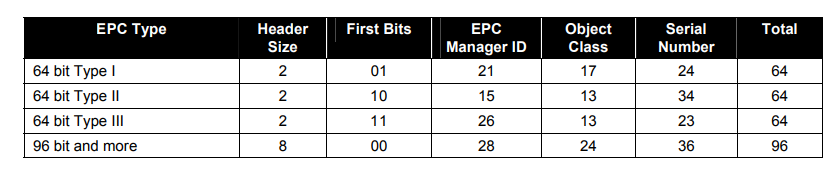 EPC Type Header Size First Bits EPC Manager ID Object Class Serial Number Total
64 bit Type I 2 01 21 17 24 64
64 bit Type II 2 10 15 13 34 64
64 bit Type III 2 11 26 13 23 64
96 bit and more 8 00 28 24 36 96